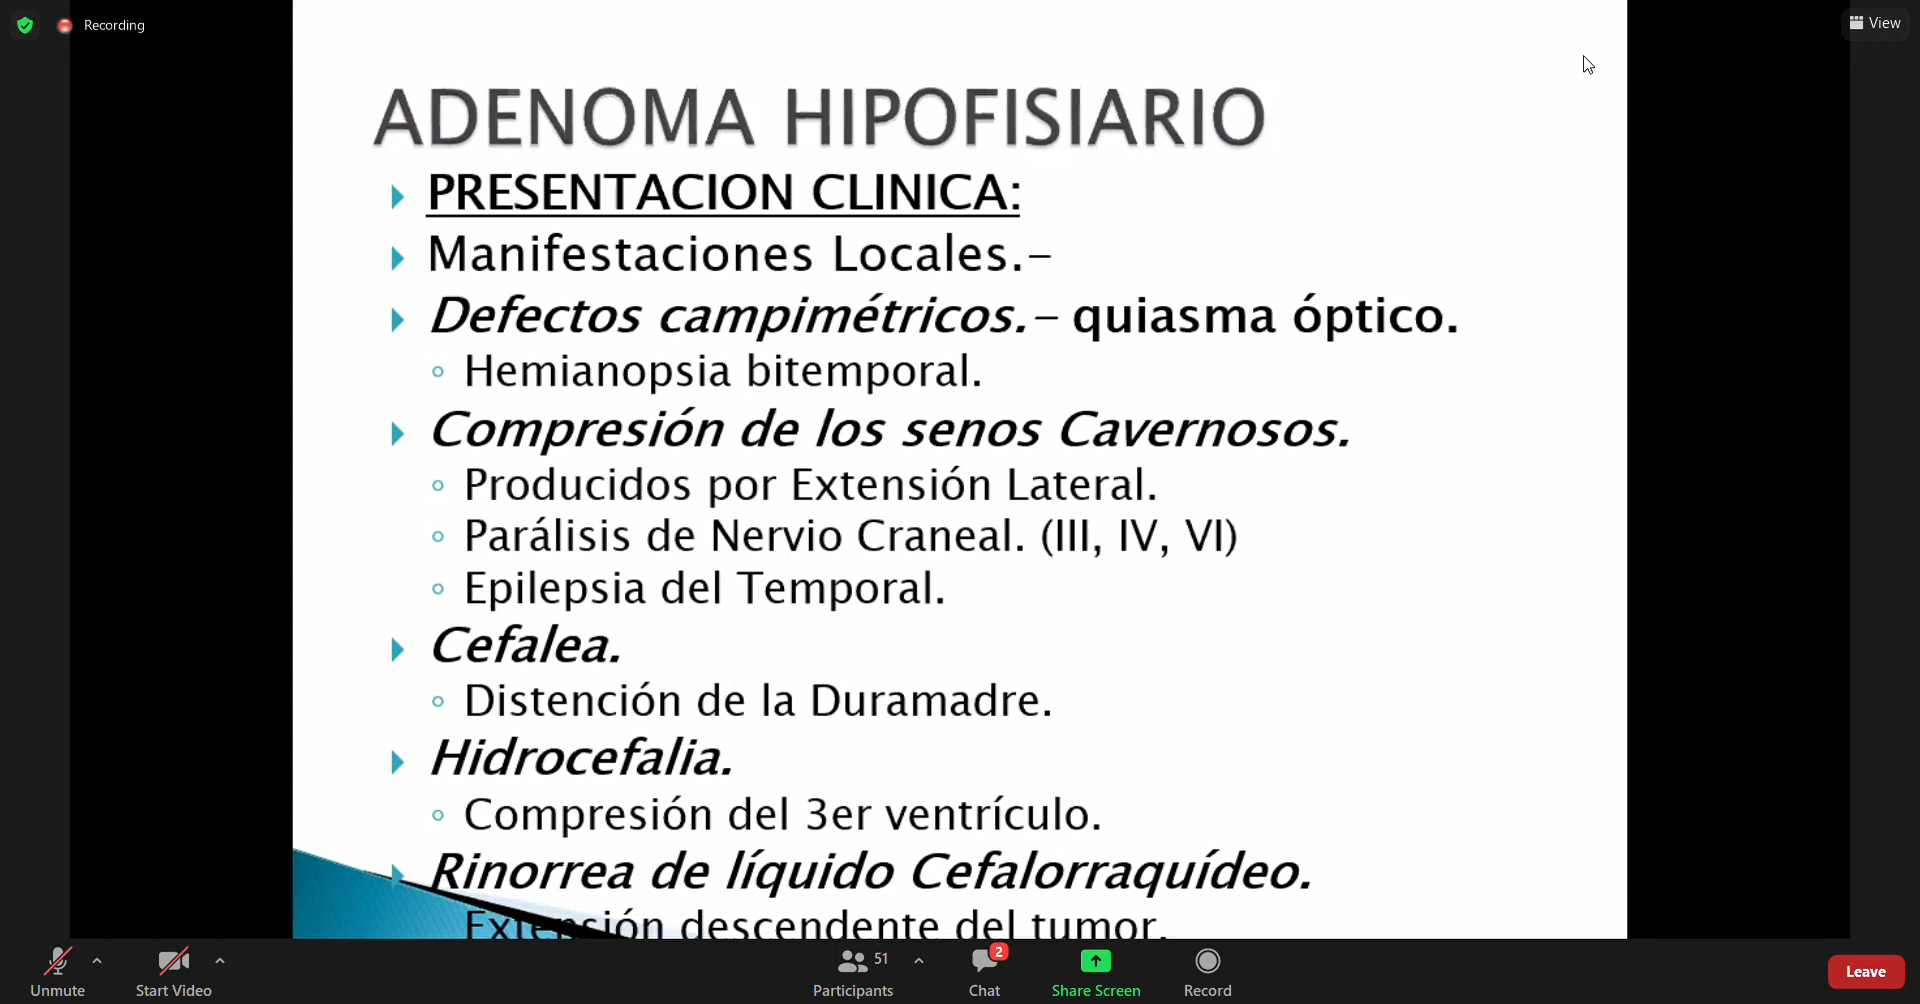 Recording
View
ADENOMA HIPOFISIARIO
PRESENTACION CLINICA:
Manifestaciones Locales.-
Defectos campimétricos.- quiasma óptico.
Hemianopsia bitemporal.
Compresión de los senos Cavernosos.
Producidos por Extensión Lateral.
Parálisis de Nervio Craneal. (III, IV, VI)
Epilepsia del Temporal.
Cefalea.
Distención de la Duramadre.
Hidrocefalia.
Compresión del 3er ventrículo.
Rinorrea de líquido Cefalorraquídeo.
Extensión descendente del tumor.
Unmute
Start Video
51
Participants
2
Chat
Share Screen
Record
Leave